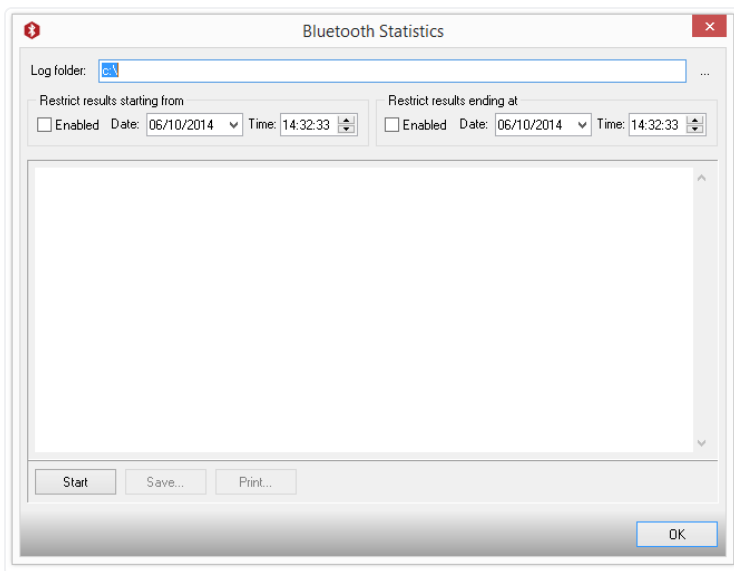 Bluetooth Statistics
Log folder: c:\ ...
Restrict results starting from Restrict results ending at
Enabled Date: 06/10/2014 Time: 14:32:33 Enabled Date: 06/10/2014 Time: 14:32:33
Start Save... Print...
OK